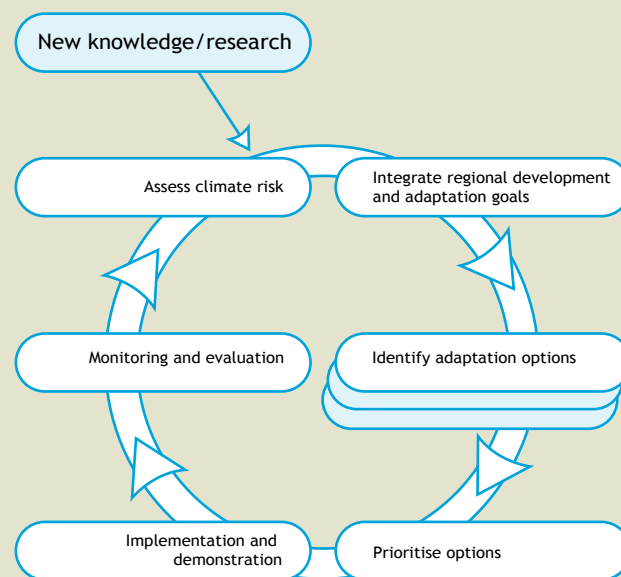 New knowledge/research
Assess climate risk
Integrate regional development
and adaptation goals
Monitoring and evaluation
Identify adaptation options
Implementation and
demonstration
Prioritise options